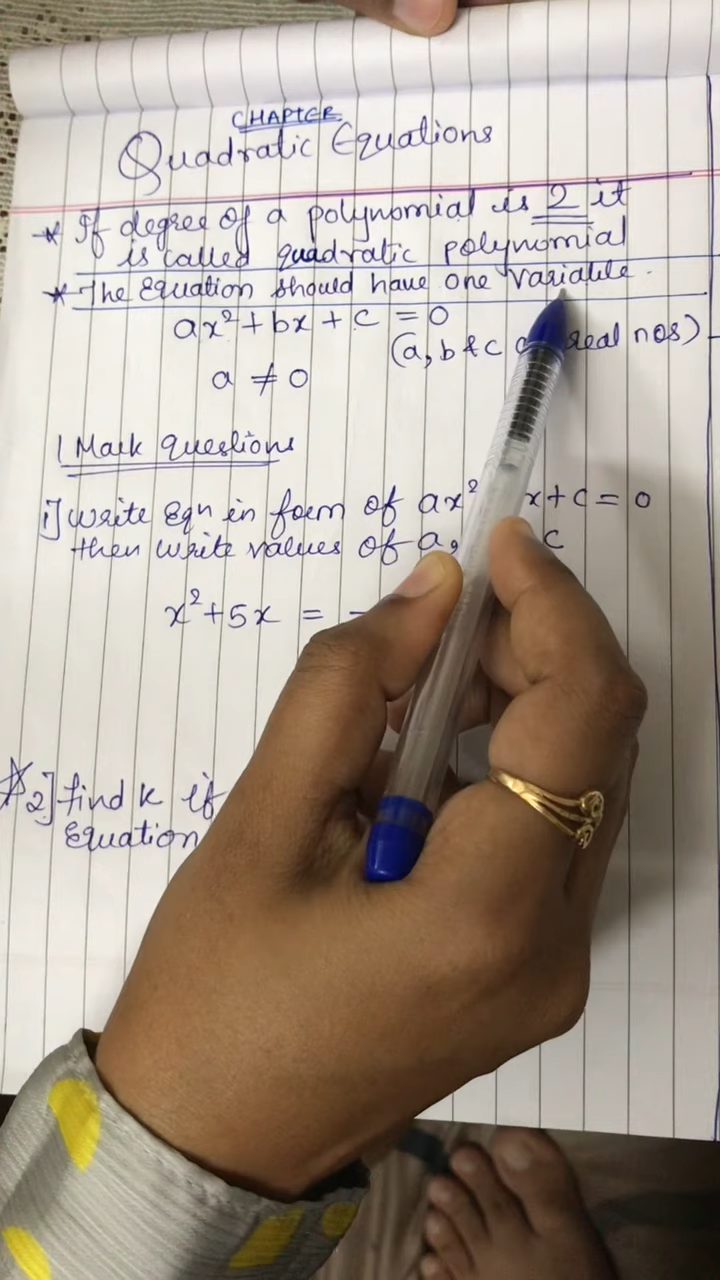 CHAPTER
Quadratic Equations
* If degree of a polynomial is 2 it
is called quadratic polynomial
* The Equation should have one variable.
ax²+bx+c = 0
(a, b & c real nos)
a ≠ 0
1 Mark questions
1] Write Eqn in form of ax² x+c = 0
then write values of a, c
x²+5x = -
*2] find k if
Equation